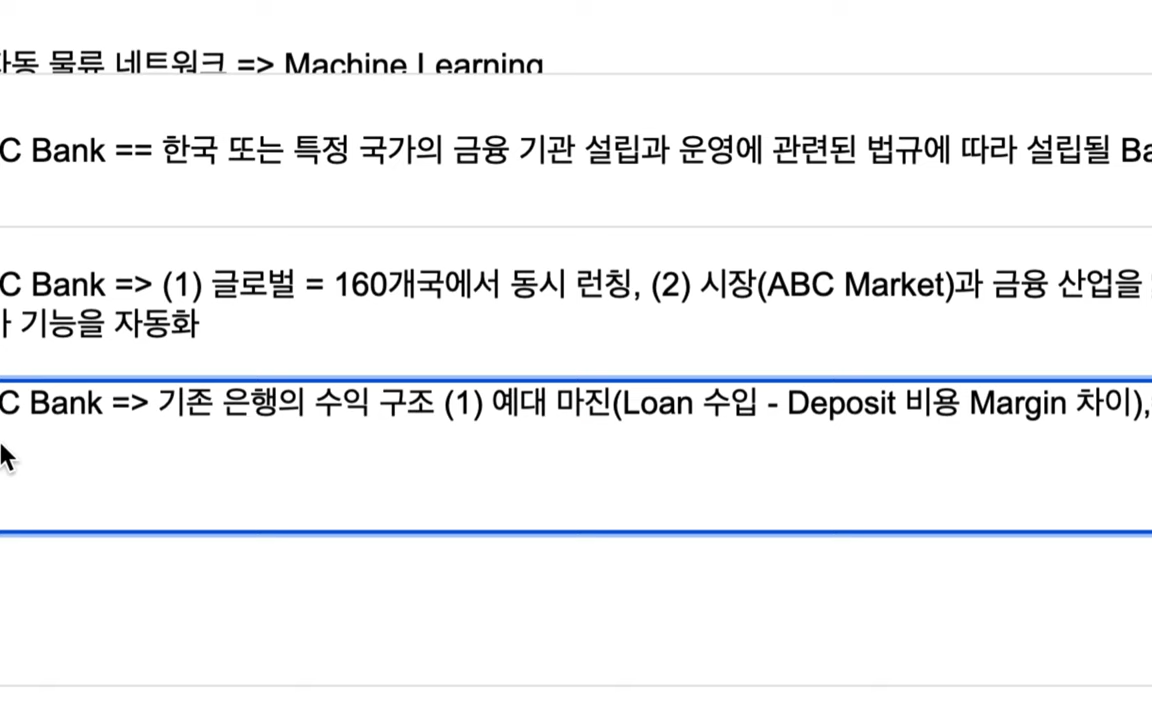 동 물류 네트워크 => Machine Learning
C Bank == 한국 또는 특정 국가의 금융 기관 설립과 운영에 관련된 법규에 따라 설립될
C Bank => (1) 글로벌 = 160개국에서 동시 런칭, (2) 시장(ABC Market)과 금융 산업을
기능을 자동화
C Bank => 기존 은행의 수익 구조 (1) 예대 마진(Loan 수입 - Deposit 비용 Margin 차이),